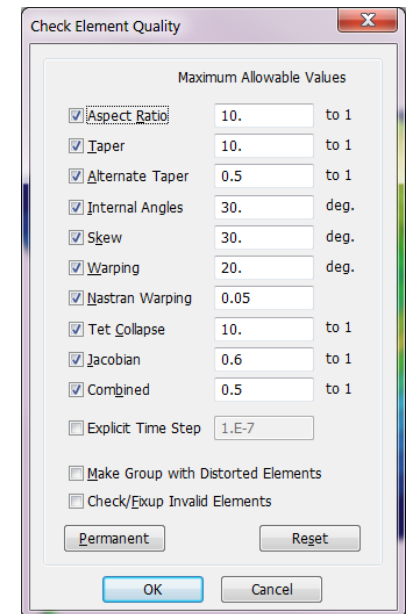 Check Element Quality
Maximum Allowable Values
Aspect Ratio 10. to 1
Taper 10. to 1
Alternate Taper 0.5 to 1
Internal Angles 30. deg.
Skew 30. deg.
Warping 20. deg.
Nastran Warping 0.05
Tet Collapse 10. to 1
Jacobian 0.6 to 1
Combined 0.5 to 1
Explicit Time Step 1.E-7
Make Group with Distorted Elements
Check/Fixup Invalid Elements
Permanent Reset
OK Cancel